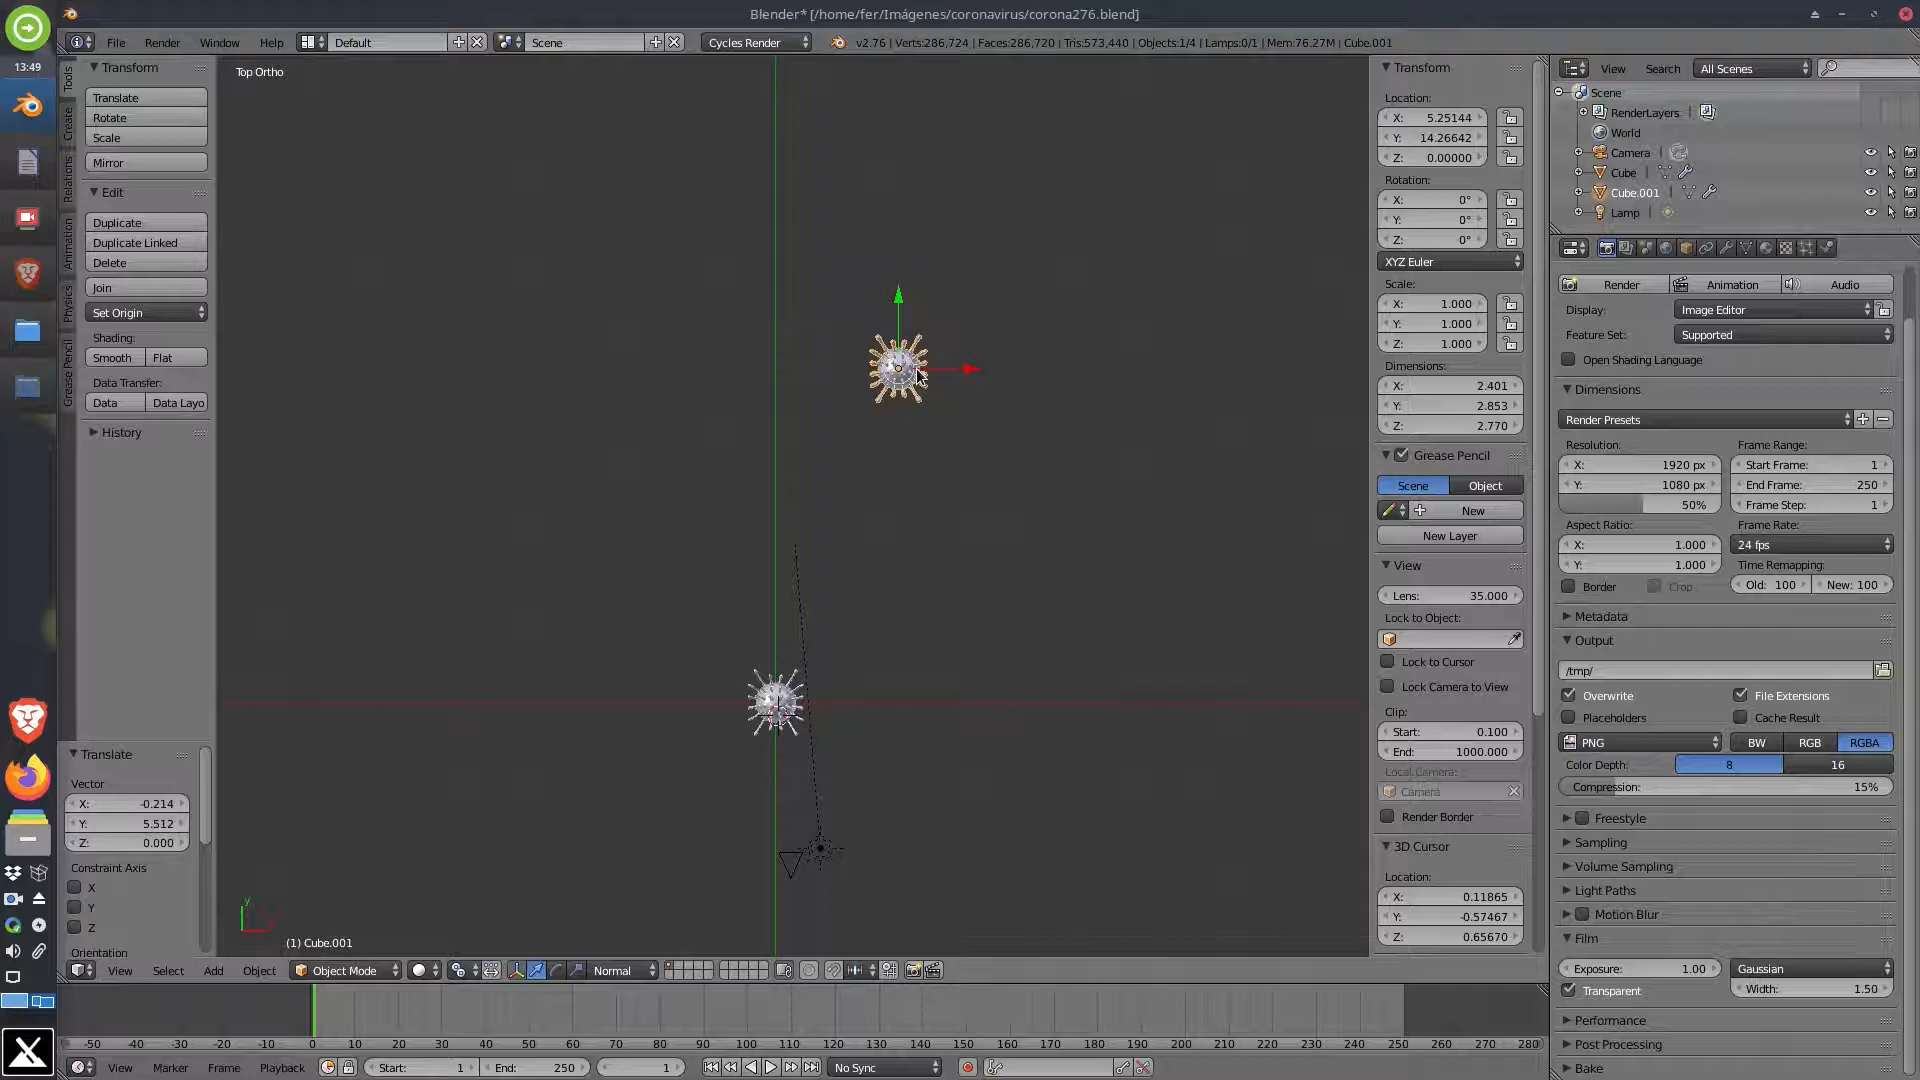 Blender* [/home/fer/Imágenes/coronavirus/corona276.blend]
File Render Window Help Default Scene Cycles Render v2.76 | Verts:286,724 | Faces:286,720 | Tris:573,440 | Objects:1/4 | Lamps:0/1 | Mem:76.27M | Cube.001
13:49
Tools
Create
Relations
Animation
Physics
Grease Pencil
Transform
Translate
Rotate
Scale
Mirror
Edit
Duplicate
Duplicate Linked
Delete
Join
Set Origin
Shading:
Smooth Flat
Data Transfer:
Data Data Layo
History
Translate
Vector
X: -0.214
Y: 5.512
Z: 0.000
Constraint Axis
X
Y
Z
Orientation
Top Ortho
y
(1) Cube.001
View Select Add Object Object Mode Normal
Transform
Location:
X: 5.25144
Y: 14.26642
Z: 0.00000
Rotation:
X: 0°
Y: 0°
Z: 0°
XYZ Euler
Scale:
X: 1.000
Y: 1.000
Z: 1.000
Dimensions:
X: 2.401
Y: 2.853
Z: 2.770
Grease Pencil
Scene Object
New
New Layer
View
Lens: 35.000
Lock to Object:
Lock to Cursor
Lock Camera to View
Clip:
Start: 0.100
End: 1000.000
Local Camera:
Camera
Render Border
3D Cursor
Location:
X: 0.11865
Y: -0.57467
Z: 0.65670
View Search All Scenes
Scene
RenderLayers
World
Camera
Cube
Cube.001
Lamp
Render Animation Audio
Display: Image Editor
Feature Set: Supported
Open Shading Language
Dimensions
Render Presets
Resolution: Frame Range:
X: 1920 px Start Frame: 1
Y: 1080 px End Frame: 250
50% Frame Step: 1
Aspect Ratio: Frame Rate:
X: 1.000 24 fps
Y: 1.000 Time Remapping:
Border Crop Old: 100 New: 100
Metadata
Output
/tmp/
Overwrite File Extensions
Placeholders Cache Result
PNG BW RGB RGBA
Color Depth: 8 16
Compression: 15%
Freestyle
Sampling
Volume Sampling
Light Paths
Motion Blur
Film
Exposure: 1.00 Gaussian
Transparent Width: 1.50
Performance
Post Processing
Bake
-50 -40 -30 -20 -10 0 10 20 30 40 50 60 70 80 90 100 110 120 130 140 150 160 170 180 190 200 210 220 230 240 250 260 270 280
View Marker Frame Playback Start: 1 End: 250 1 No Sync